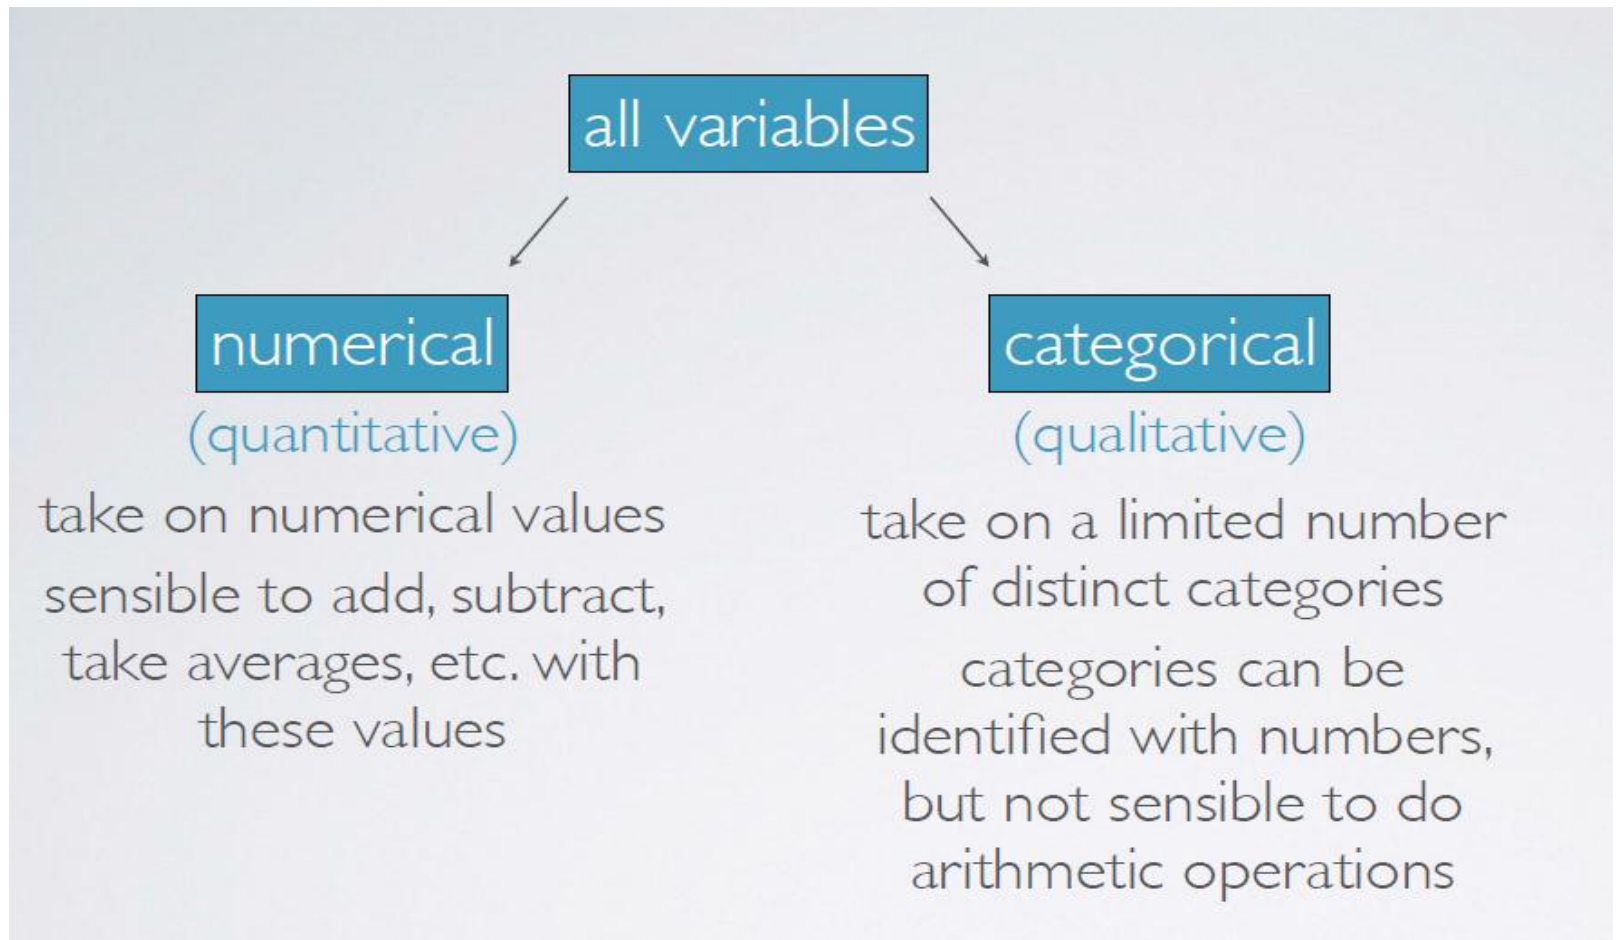 all variables
numerical
(quantitative)
take on numerical values
sensible to add, subtract,
take averages, etc. with
these values
categorical
(qualitative)
take on a limited number
of distinct categories
categories can be
identified with numbers,
but not sensible to do
arithmetic operations